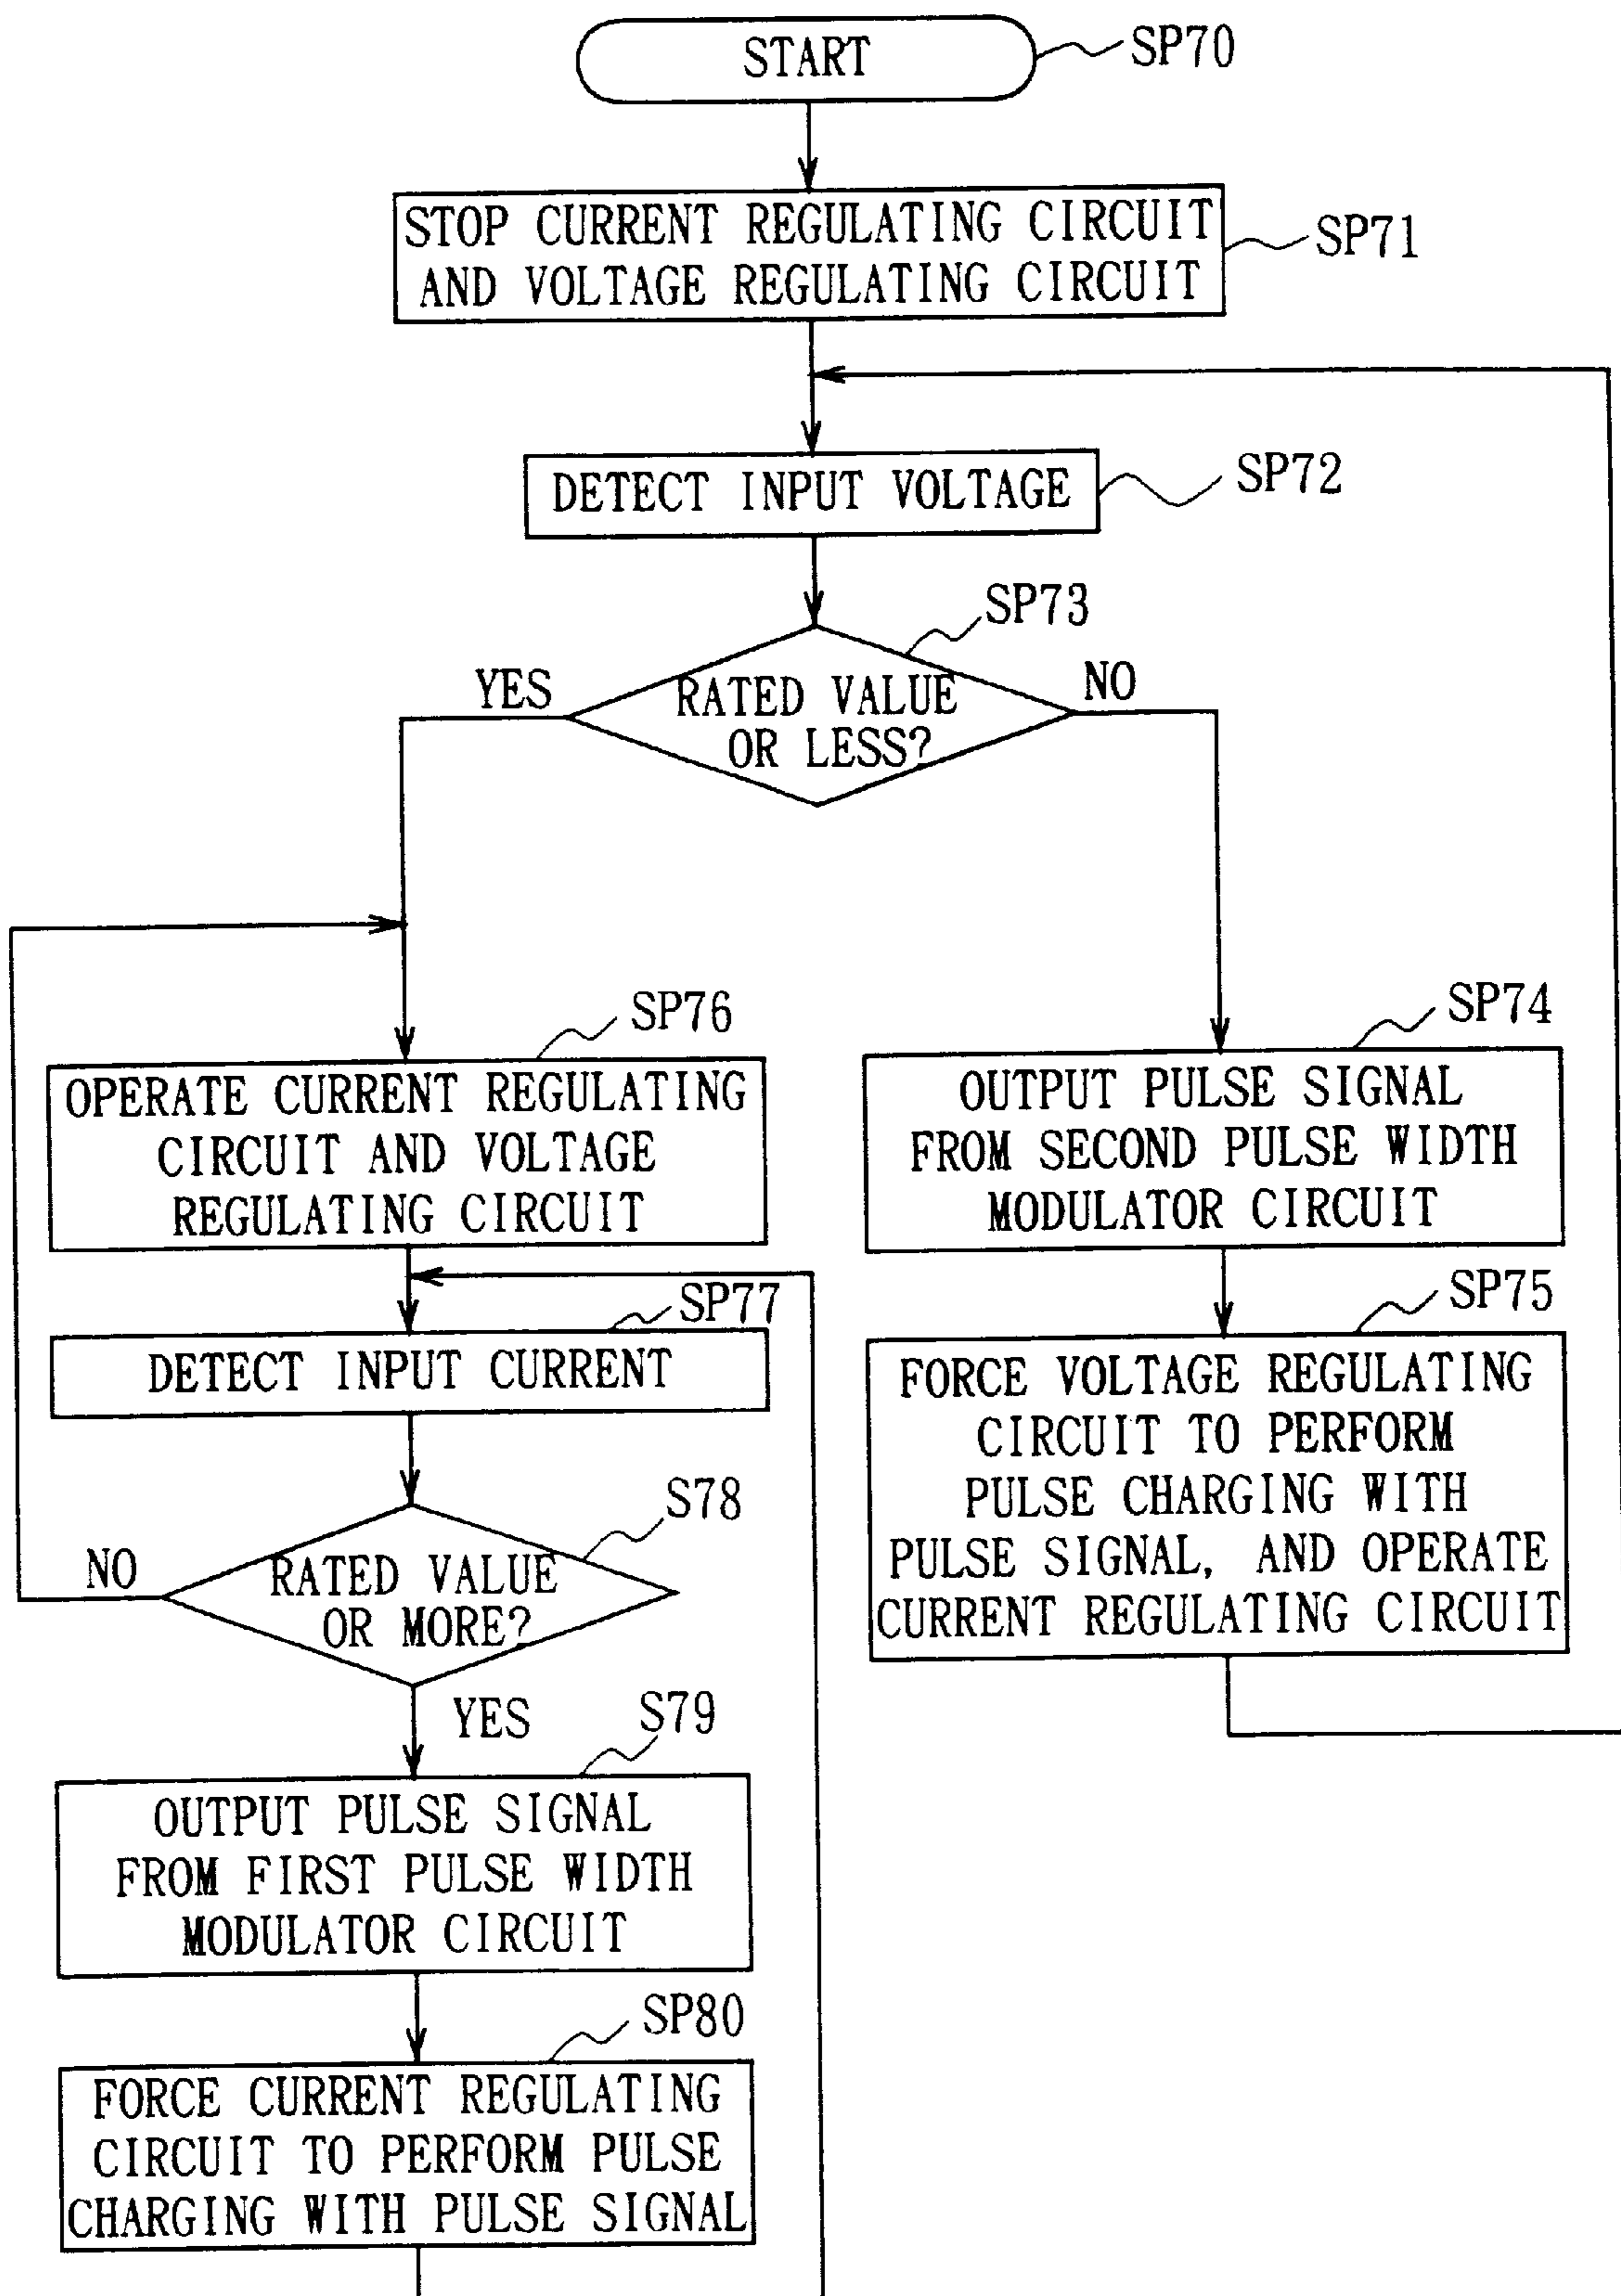 START
SP70
STOP CURRENT REGULATING CIRCUIT
AND VOLTAGE REGULATING CIRCUIT
SP71
DETECT INPUT VOLTAGE
SP72
SP73
RATED VALUE
OR LESS?
YES
NO
SP76
OPERATE CURRENT REGULATING
CIRCUIT AND VOLTAGE
REGULATING CIRCUIT
SP74
OUTPUT PULSE SIGNAL
FROM SECOND PULSE WIDTH
MODULATOR CIRCUIT
SP77
DETECT INPUT CURRENT
SP75
FORCE VOLTAGE REGULATING
CIRCUIT TO PERFORM
PULSE CHARGING WITH
PULSE SIGNAL, AND OPERATE
CURRENT REGULATING CIRCUIT
S78
RATED VALUE
OR MORE?
NO
YES
S79
OUTPUT PULSE SIGNAL
FROM FIRST PULSE WIDTH
MODULATOR CIRCUIT
SP80
FORCE CURRENT REGULATING
CIRCUIT TO PERFORM PULSE
CHARGING WITH PULSE SIGNAL